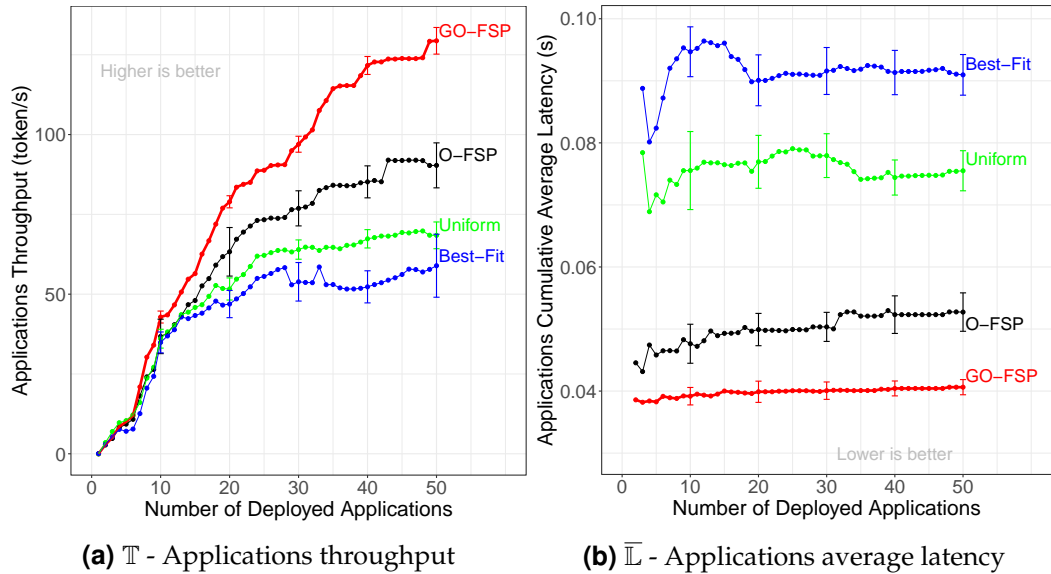 Applications Throughput (token/s)
100
50
0
Higher is better
GO−FSP
O−FSP
Uniform
Best−Fit
0 10 20 30 40 50
Number of Deployed Applications
(a) 𝕋 - Applications throughput
Applications Cumulative Average Latency (s)
0.10
0.08
0.06
0.04
Best−Fit
Uniform
O−FSP
GO−FSP
Lower is better
0 10 20 30 40 50
Number of Deployed Applications
(b) 𝕃̅ - Applications average latency